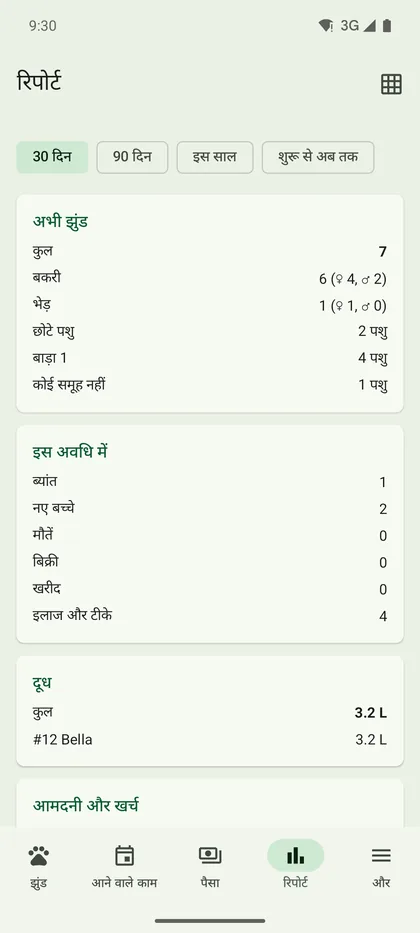 9:30
3G
रिपोर्ट
30 दिन
90 दिन
इस साल
शुरू से अब तक
अभी झुंड
कुल 7
बकरी 6 (♀ 4, ♂ 2)
भेड़ 1 (♀ 1, ♂ 0)
छोटे पशु 2 पशु
बाड़ा 1 4 पशु
कोई समूह नहीं 1 पशु
इस अवधि में
ब्यांत 1
नए बच्चे 2
मौतें 0
बिक्री 0
खरीद 0
इलाज और टीके 4
दूध
कुल 3.2 L
#12 Bella 3.2 L
आमदनी और खर्च
झुंड
आने वाले काम
पैसा
रिपोर्ट
और